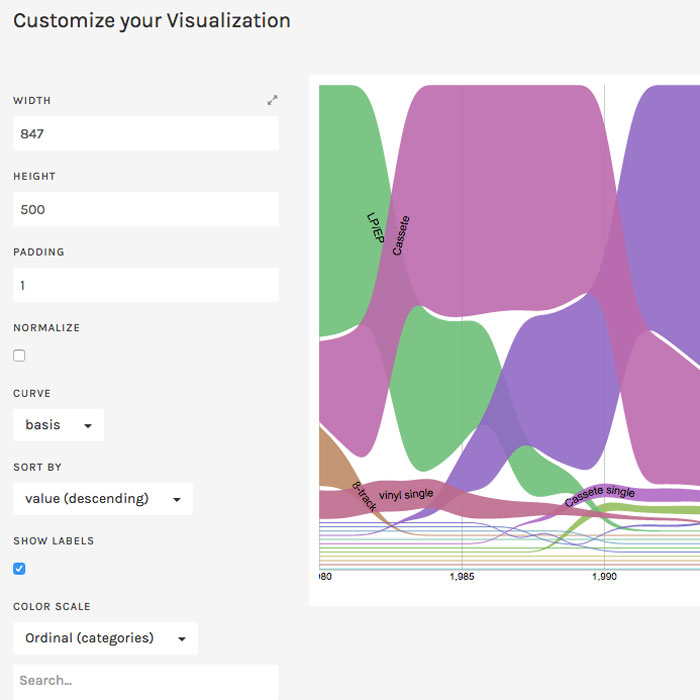 Customize your Visualization
WIDTH
847
HEIGHT
500
PADDING
1
NORMALIZE
CURVE
basis
SORT BY
value (descending)
SHOW LABELS
COLOR SCALE
Ordinal (categories)
Search...
LP/EP
Cassete
8-track
vinyl single
Cassete single
980
1,985
1,990